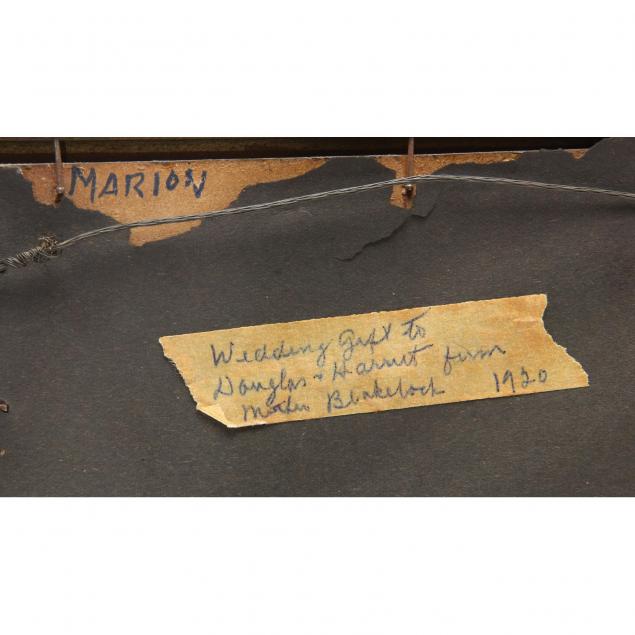 MARION
Wedding Gift to
Douglas + Harriet from
Mother Blakelock 1920